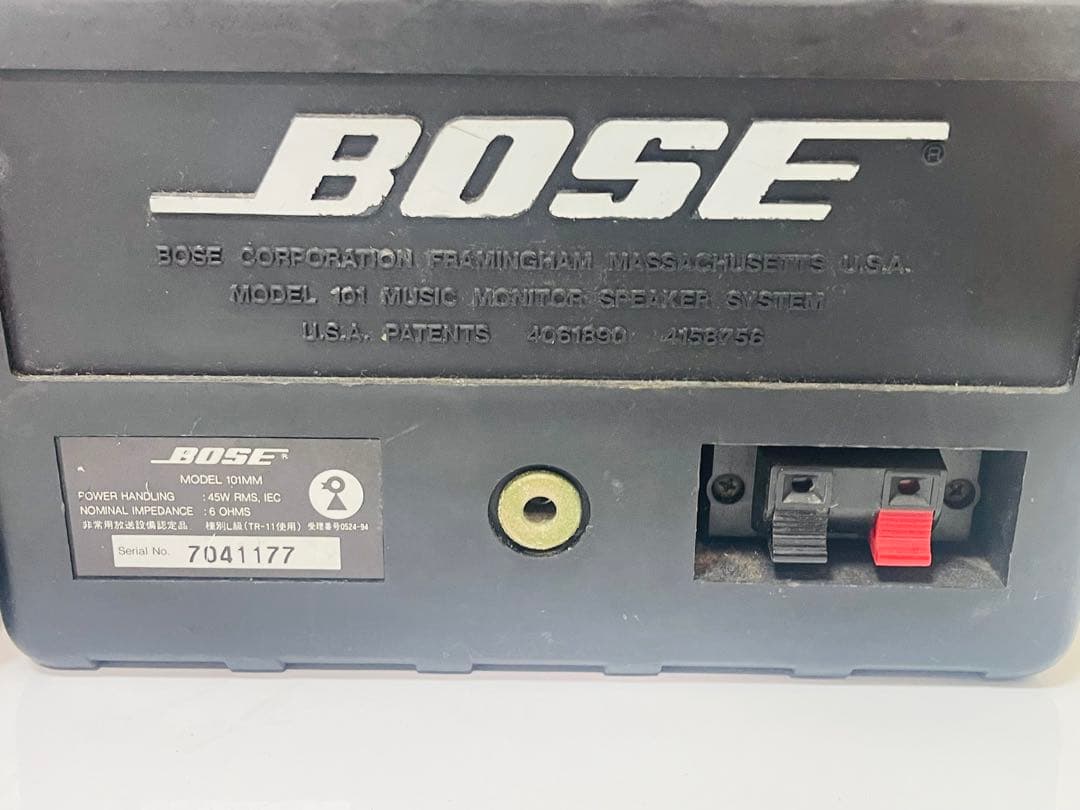 BOSE®
BOSE CORPORATION FRAMINGHAM MASSACHUSETTS U.S.A.
MODEL 101 MUSIC MONITOR SPEAKER SYSTEM
U.S.A. PATENTS 4061890 4158756
BOSE®
MODEL 101MM
POWER HANDLING : 45W RMS, IEC
NOMINAL IMPEDANCE : 6 OHMS
非常用放送設備認定品 種別L級(TR-11使用) 受理番号0524-94
Serial No. 7041177